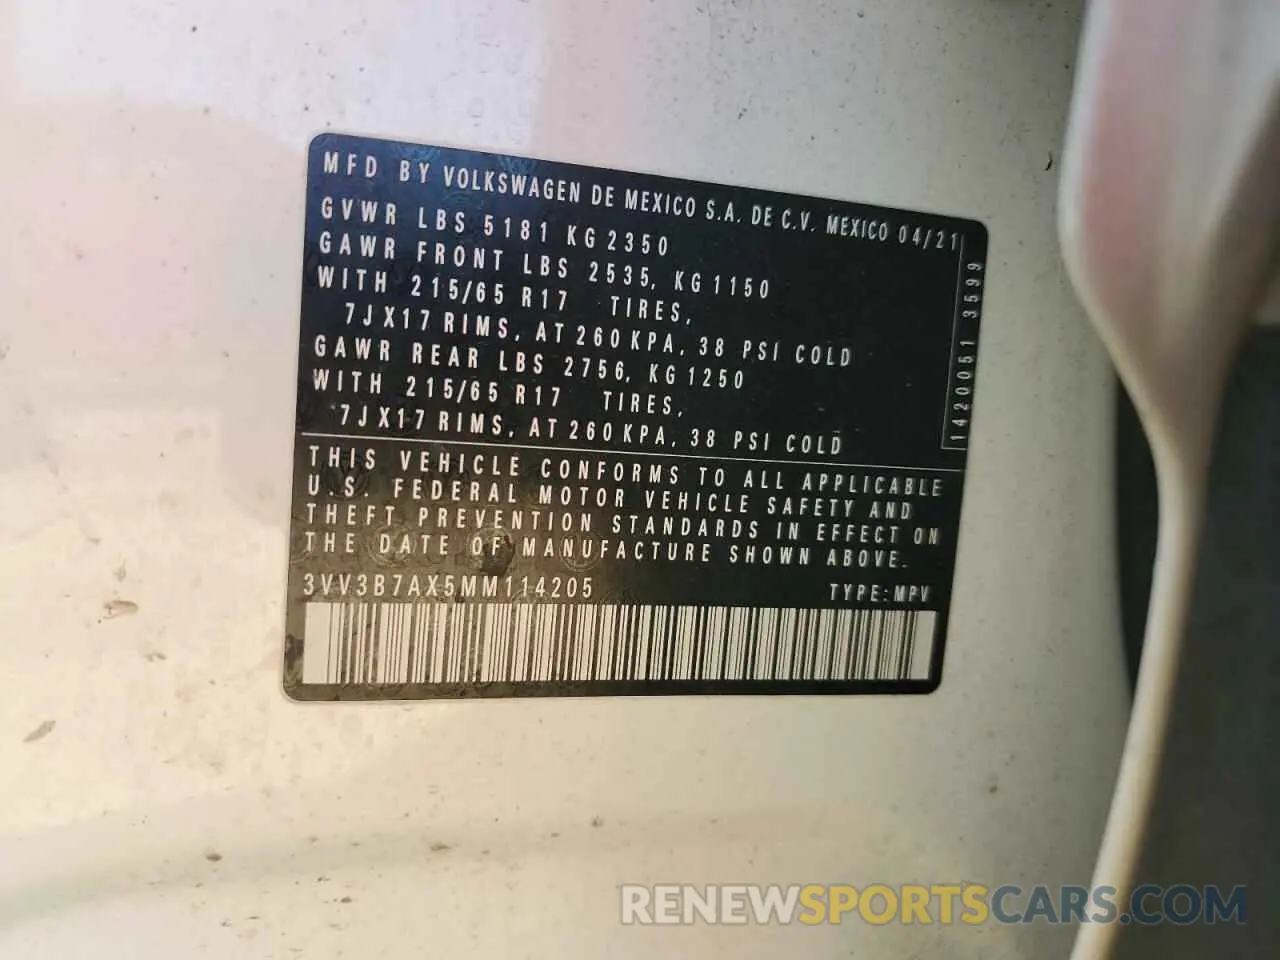 MFD BY VOLKSWAGEN DE MEXICO S.A. DE C.V. MEXICO 04/21
GVWR LBS 5181 KG 2350
GAWR FRONT LBS 2535, KG 1150
WITH 215/65 R17 TIRES,
7JX17 RIMS, AT 260 KPA, 38 PSI COLD
GAWR REAR LBS 2756, KG 1250
WITH 215/65 R17 TIRES,
7JX17 RIMS, AT 260 KPA, 38 PSI COLD
1420051 3599
THIS VEHICLE CONFORMS TO ALL APPLICABLE
U.S. FEDERAL MOTOR VEHICLE SAFETY AND
THEFT PREVENTION STANDARDS IN EFFECT ON
THE DATE OF MANUFACTURE SHOWN ABOVE.
3VV3B7AX5MM114205 TYPE:MPV
RENEWSPORTSCARS.COM